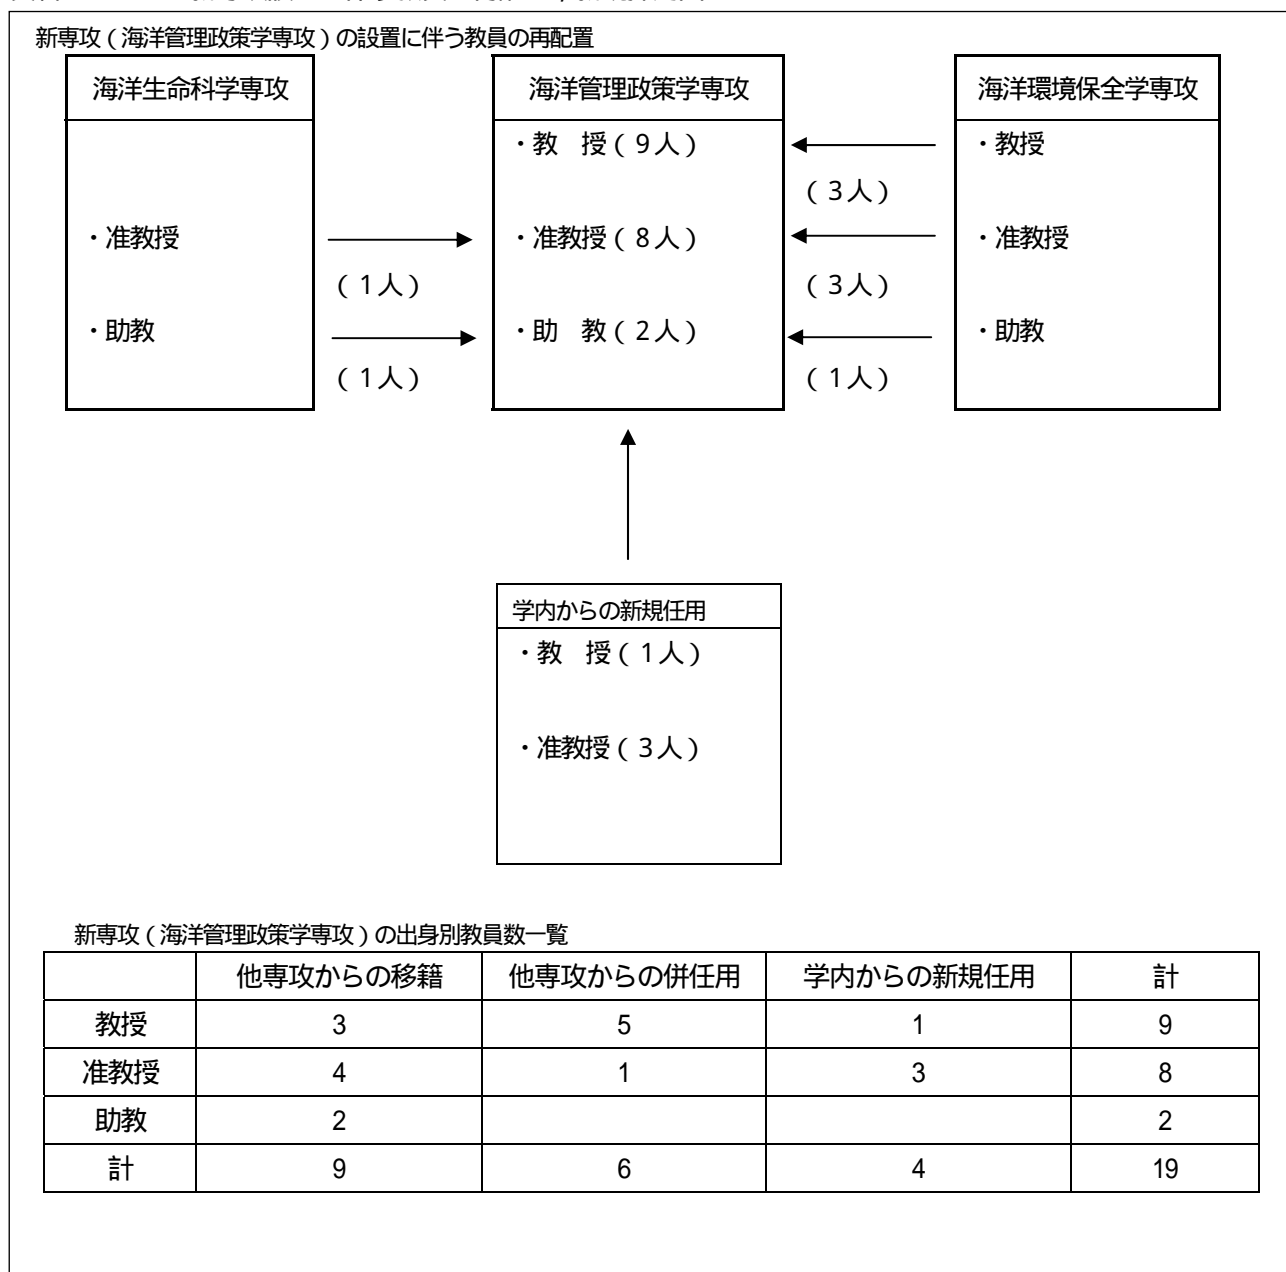 新専攻(海洋管理政策学専攻)の設置に伴う教員の再配置
海洋生命科学専攻
・准教授
・助教
(1人)
(1人)
海洋管理政策学専攻
・教 授(9人)
・准教授(8人)
・助 教(2人)
(3人)
(3人)
(1人)
海洋環境保全学専攻
・教授
・准教授
・助教
学内からの新規任用
・教 授(1人)
・准教授(3人)
新専攻(海洋管理政策学専攻)の出身別教員数一覧
他専攻からの移籍 他専攻からの併任用 学内からの新規任用 計
教授 3 5 1 9
准教授 4 1 3 8
助教 2 2
計 9 6 4 19